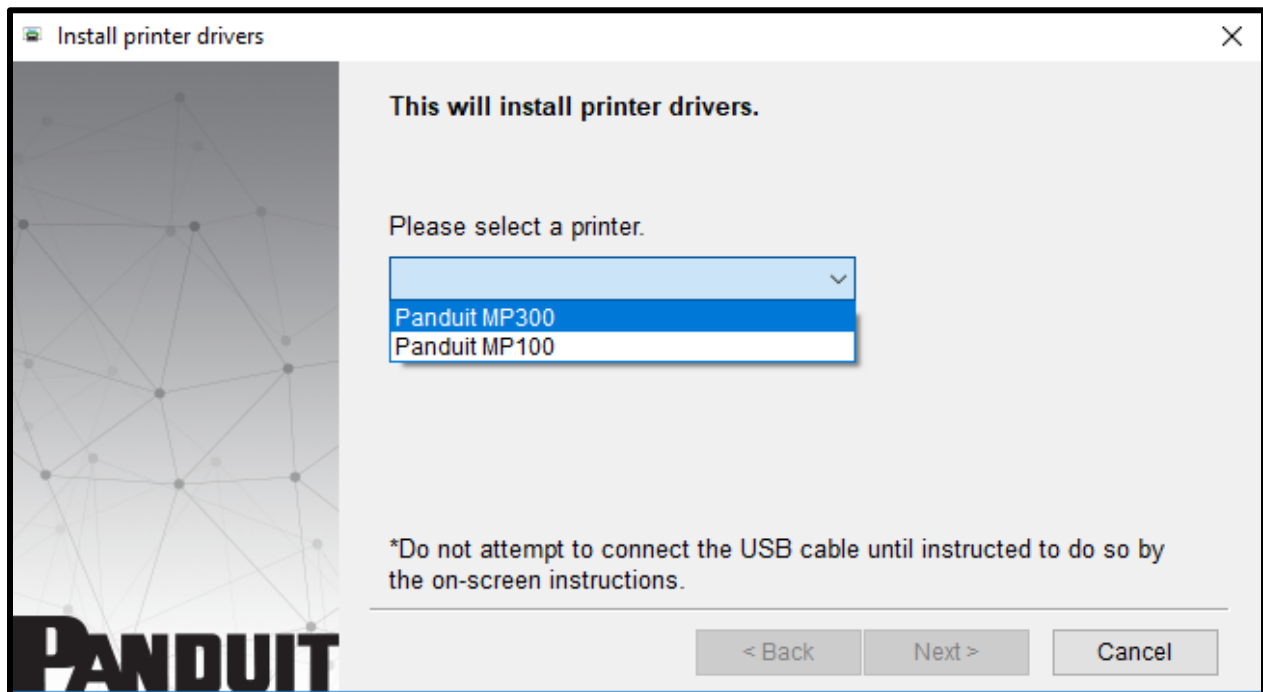 Install printer drivers
This will install printer drivers.
Please select a printer.
Panduit MP300
Panduit MP100
*Do not attempt to connect the USB cable until instructed to do so by
the on-screen instructions.
PANDUIT
< Back
Next >
Cancel